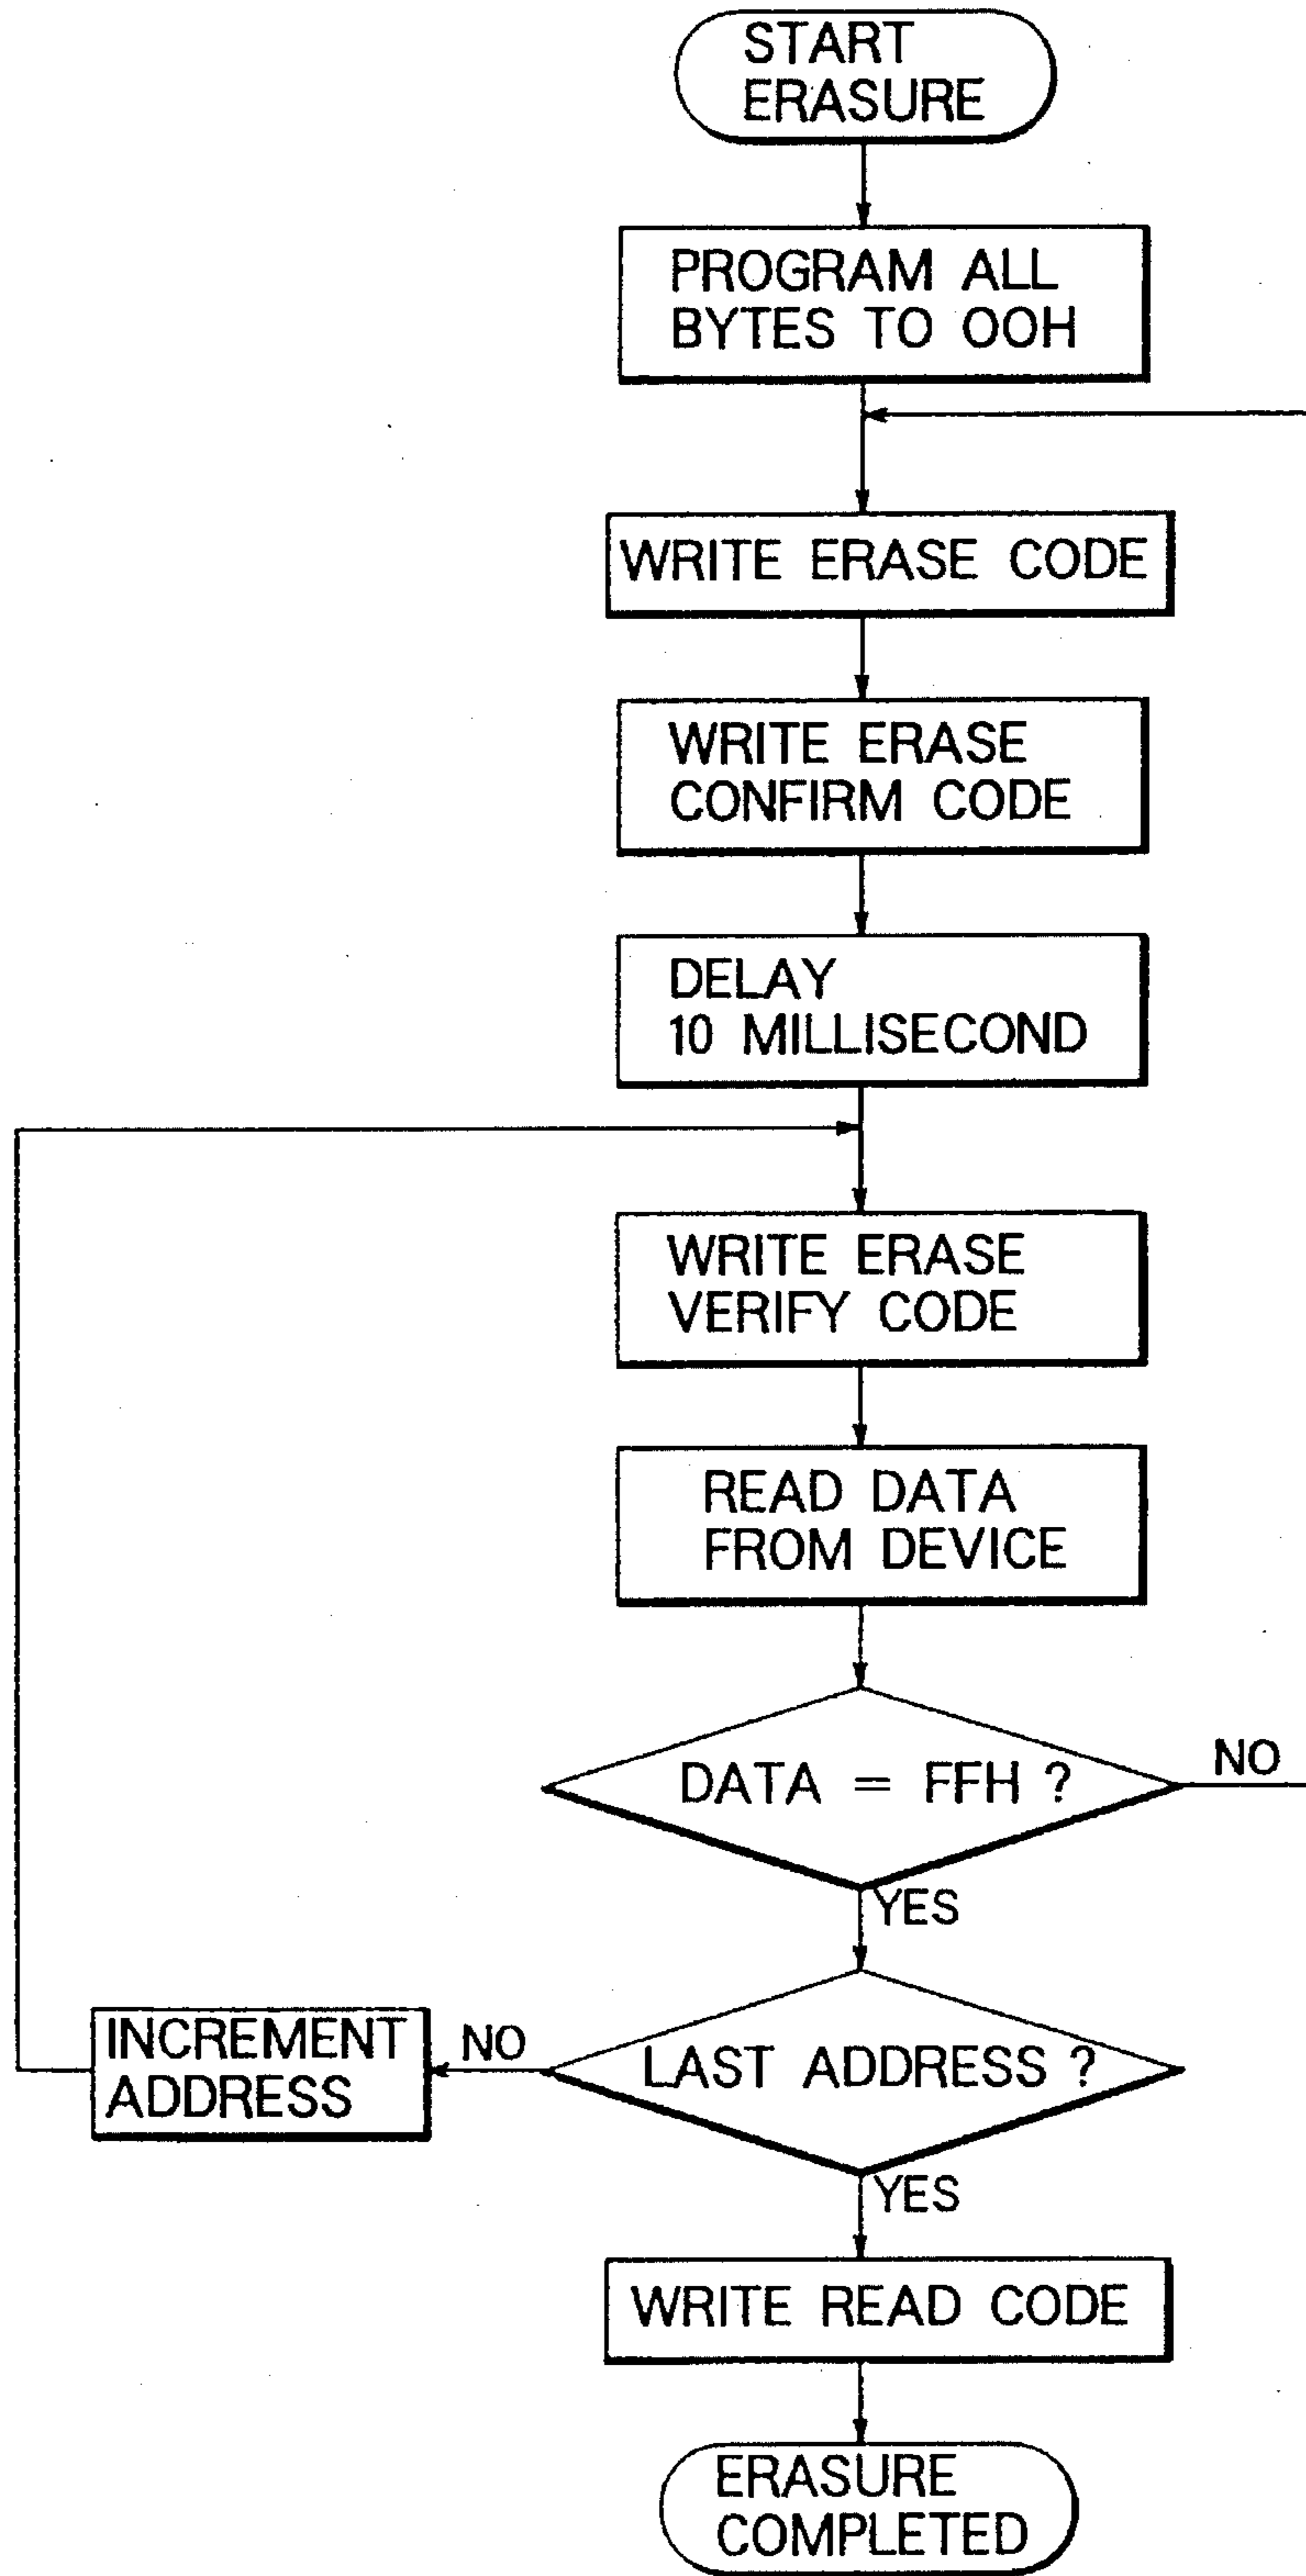 START
ERASURE
PROGRAM ALL
BYTES TO OOH
WRITE ERASE CODE
WRITE ERASE
CONFIRM CODE
DELAY
10 MILLISECOND
WRITE ERASE
VERIFY CODE
READ DATA
FROM DEVICE
DATA = FFH ?
NO
YES
LAST ADDRESS ?
NO
INCREMENT
ADDRESS
YES
WRITE READ CODE
ERASURE
COMPLETED